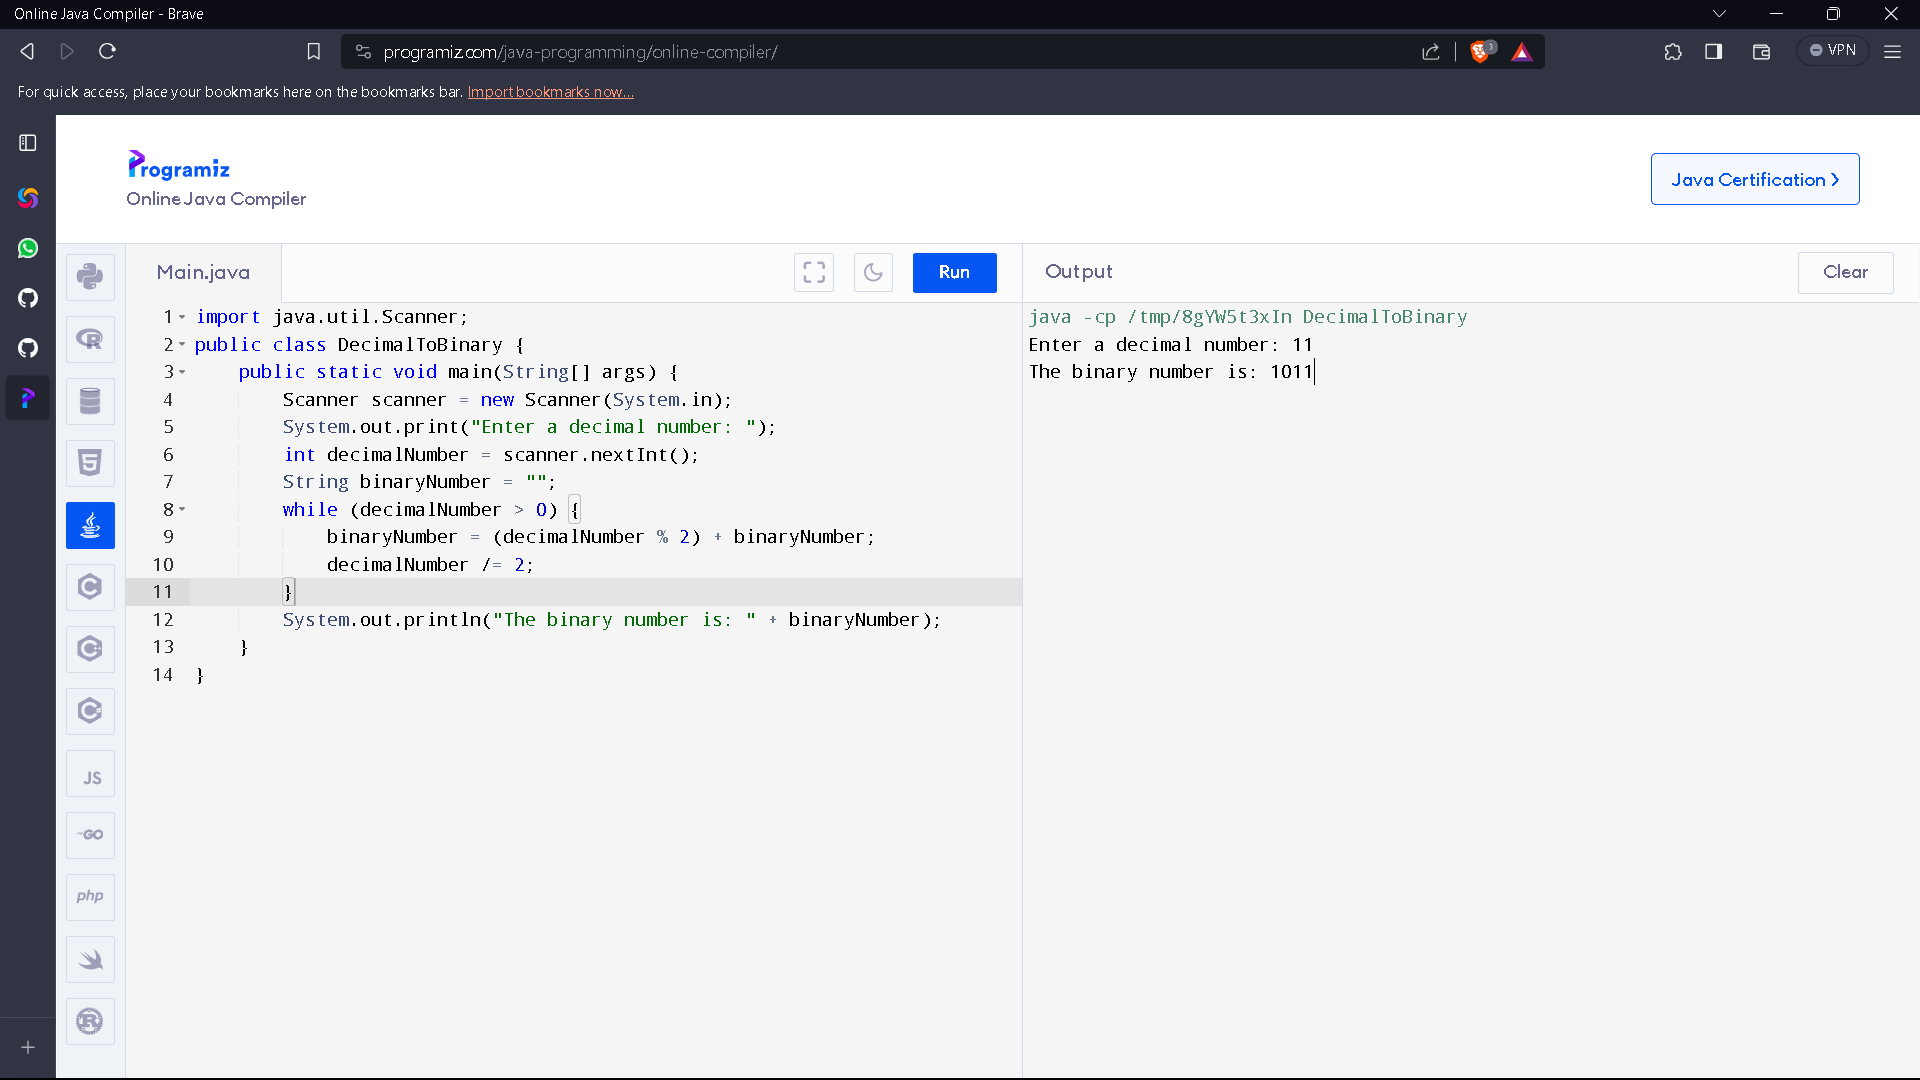 Online Java Compiler - Brave
programiz.com/java-programming/online-compiler/
3
VPN
For quick access, place your bookmarks here on the bookmarks bar. Import bookmarks now...
Programiz
Online Java Compiler
Java Certification
Main.java
Run
Output
Clear
1 import java.util.Scanner;
2 public class DecimalToBinary {
3     public static void main(String[] args) {
4         Scanner scanner = new Scanner(System.in);
5         System.out.print("Enter a decimal number: ");
6         int decimalNumber = scanner.nextInt();
7         String binaryNumber = "";
8         while (decimalNumber > 0) {
9             binaryNumber = (decimalNumber % 2) + binaryNumber;
10             decimalNumber /= 2;
11         }
12         System.out.println("The binary number is: " + binaryNumber);
13     }
14 }
java -cp /tmp/8gYW5t3xIn DecimalToBinary
Enter a decimal number: 11
The binary number is: 1011
R
5
C
C
C
JS
GO
php
R